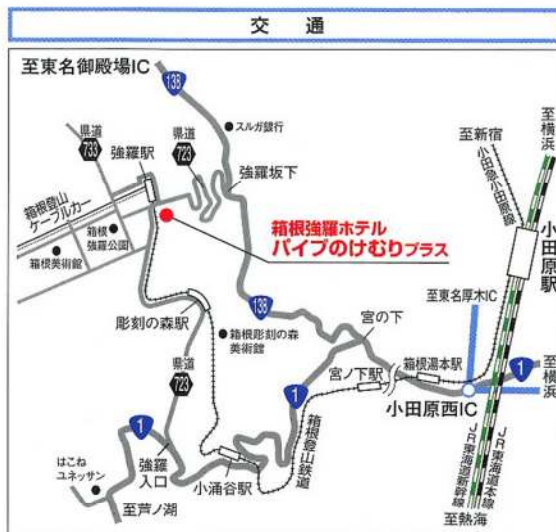 交通
至東名御殿場IC
138
スルガ銀行
県道
733
強羅駅
県道
723
強羅坂下
至新宿
小田急小田原線
至横浜
小田原駅
箱根登山
ケーブルカー
箱根
強羅公園
箱根美術館
箱根強羅ホテル
パイプのけむりプラス
至東名厚木IC
彫刻の森駅
138
宮の下
箱根彫刻の森
美術館
箱根湯本駅
至横浜
1
県道
723
1
宮ノ下駅
小田原西IC
1
箱根登山鉄道
はこね
ユネッサン
強羅
入口
小涌谷駅
至芦ノ湖
JR東海道新幹線
JR東海道本線
至熱海